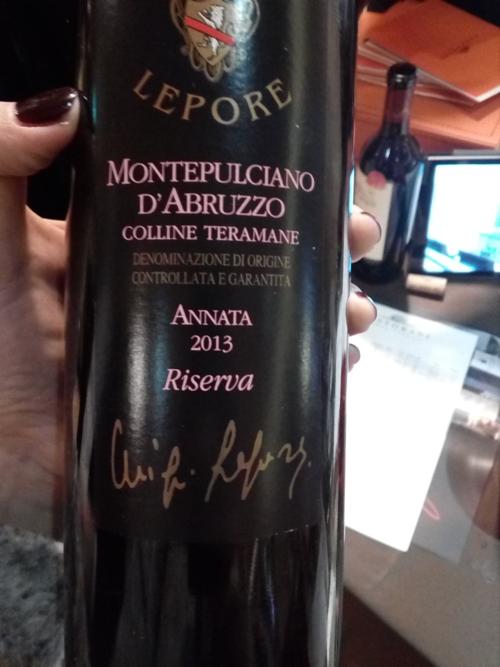 LEPORE
MONTEPULCIANO
D'ABRUZZO
COLLINE TERAMANE
DENOMINAZIONE DI ORIGINE
CONTROLLATA E GARANTITA
ANNATA
2013
Riserva